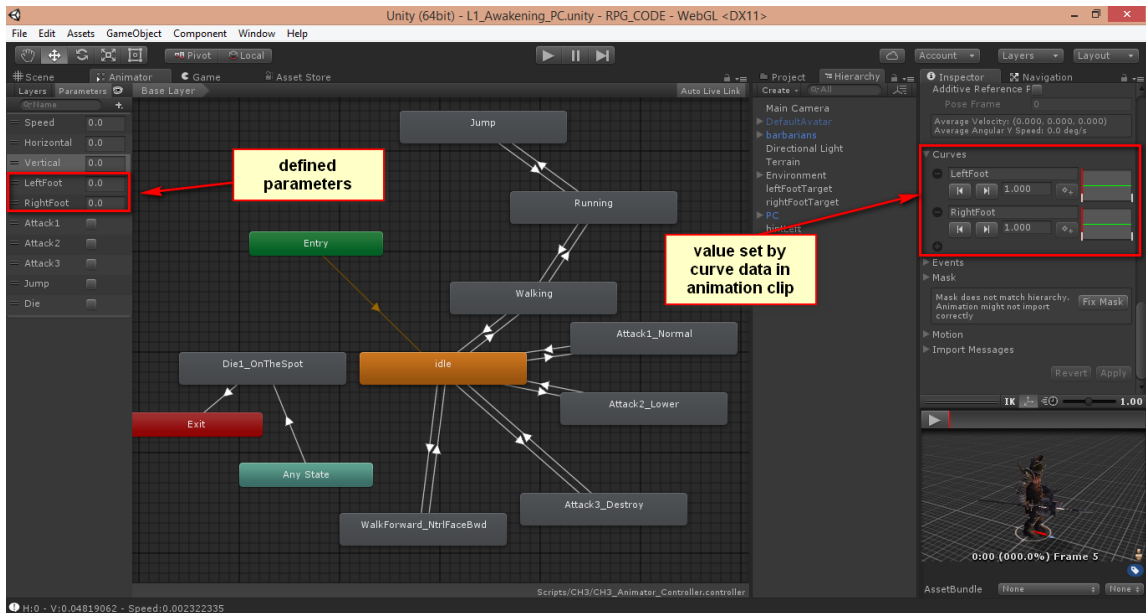 Unity (64bit) - L1_Awakening_PC.unity - RPG_CODE - WebGL <DX11>
File Edit Assets GameObject Component Window Help
Pivot Local
Account Layers Layout
Scene Animator Game Asset Store
Layers Parameters
Base Layer
Auto Live Link
Name
Speed 0.0
Horizontal 0.0
Vertical 0.0
LeftFoot 0.0
RightFoot 0.0
Attack1
Attack2
Attack3
Jump
Die
defined
parameters
Jump
Running
Entry
Walking
Attack1_Normal
Die1_OnTheSpot
idle
Attack2_Lower
Exit
Any State
Attack3_Destroy
WalkForward_NtrlFaceBwd
value set by
curve data in
animation clip
Scripts/CH3/CH3_Animator_Controller.controller
Project Hierarchy
Create All
Main Camera
DefaultAvatar
barbarians
Directional Light
Terrain
Environment
leftFootTarget
rightFootTarget
PC
hintLeft
Inspector Navigation
Additive Reference P
Pose Frame 0
Average Velocity: (0.000, 0.000, 0.000)
Average Angular Y Speed: 0.0 deg/s
Curves
LeftFoot
1.000
RightFoot
1.000
Events
Mask
Mask does not match hierarchy.
Animation might not import
correctly
Fix Mask
Motion
Import Messages
Revert Apply
IK 1.00
0:00 (000.0%) Frame 5
AssetBundle None None
H:0 - V:0.04819062 - Speed:0.002322335